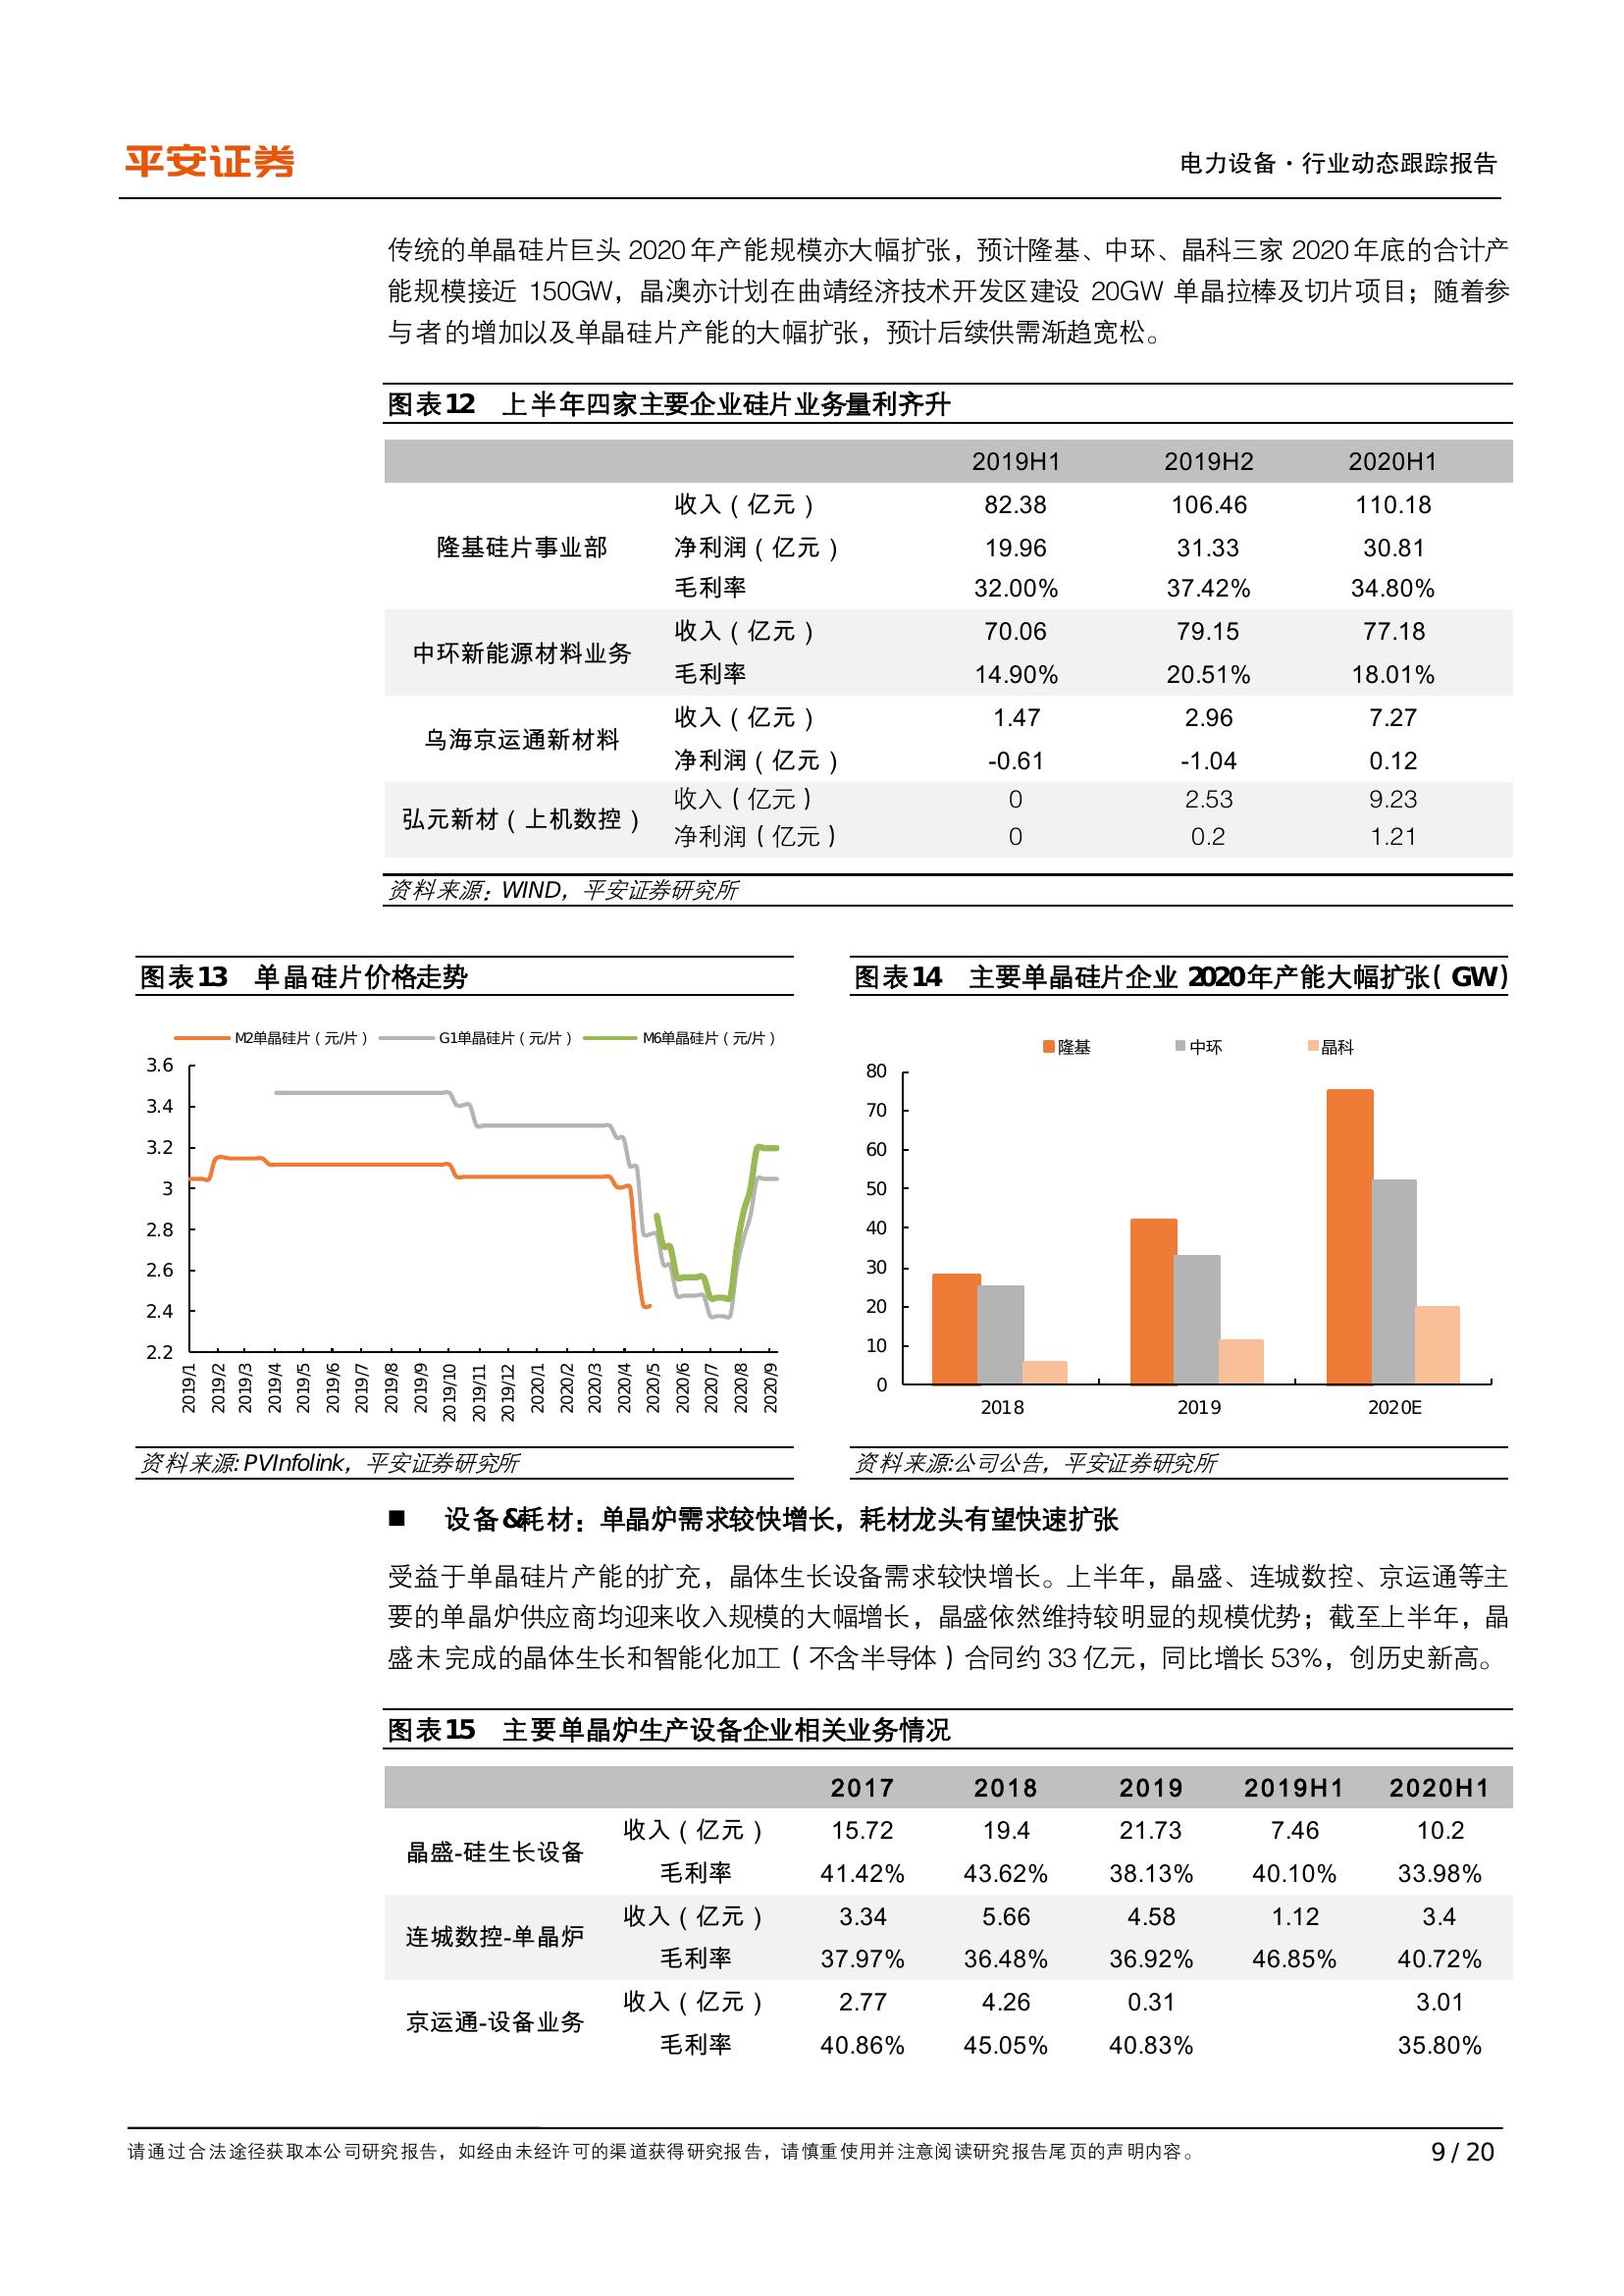 平安证券
电力设备·行业动态跟踪报告
传统的单晶硅片巨头 2020 年产能规模亦大幅扩张，预计隆基、中环、晶科三家 2020 年底的合计产
能规模接近 150GW，晶澳亦计划在曲靖经济技术开发区建设 20GW 单晶拉棒及切片项目；随着参
与者的增加以及单晶硅片产能的大幅扩张，预计后续供需渐趋宽松。
图表12 上半年四家主要企业硅片业务量利齐升
2019H1 2019H2 2020H1
隆基硅片事业部
收入（亿元） 82.38 106.46 110.18
净利润（亿元） 19.96 31.33 30.81
毛利率 32.00% 37.42% 34.80%
中环新能源材料业务
收入（亿元） 70.06 79.15 77.18
毛利率 14.90% 20.51% 18.01%
乌海京运通新材料
收入（亿元） 1.47 2.96 7.27
净利润（亿元） -0.61 -1.04 0.12
弘元新材（上机数控）
收入（亿元） 0 2.53 9.23
净利润（亿元） 0 0.2 1.21
资料来源：WIND，平安证券研究所
图表13 单晶硅片价格走势
M2单晶硅片（元/片） G1单晶硅片（元/片） M6单晶硅片（元/片）
3.6
3.4
3.2
3
2.8
2.6
2.4
2.2
2019/1 2019/2 2019/3 2019/4 2019/5 2019/6 2019/7 2019/8 2019/9 2019/10 2019/11 2019/12 2020/1 2020/2 2020/3 2020/4 2020/5 2020/6 2020/7 2020/8 2020/9
资料来源:PVInfolink，平安证券研究所
图表14 主要单晶硅片企业 2020年产能大幅扩张（GW）
隆基 中环 晶科
80
70
60
50
40
30
20
10
0
2018 2019 2020E
资料来源:公司公告，平安证券研究所
■ 设备&耗材：单晶炉需求较快增长，耗材龙头有望快速扩张
受益于单晶硅片产能的扩充，晶体生长设备需求较快增长。上半年，晶盛、连城数控、京运通等主
要的单晶炉供应商均迎来收入规模的大幅增长，晶盛依然维持较明显的规模优势；截至上半年，晶
盛未完成的晶体生长和智能化加工（不含半导体）合同约 33 亿元，同比增长 53%，创历史新高。
图表15 主要单晶炉生产设备企业相关业务情况
2017 2018 2019 2019H1 2020H1
晶盛-硅生长设备
收入（亿元） 15.72 19.4 21.73 7.46 10.2
毛利率 41.42% 43.62% 38.13% 40.10% 33.98%
连城数控-单晶炉
收入（亿元） 3.34 5.66 4.58 1.12 3.4
毛利率 37.97% 36.48% 36.92% 46.85% 40.72%
京运通-设备业务
收入（亿元） 2.77 4.26 0.31 3.01
毛利率 40.86% 45.05% 40.83% 35.80%
请通过合法途径获取本公司研究报告，如经由未经许可的渠道获得研究报告，请慎重使用并注意阅读研究报告尾页的声明内容。
9 / 20